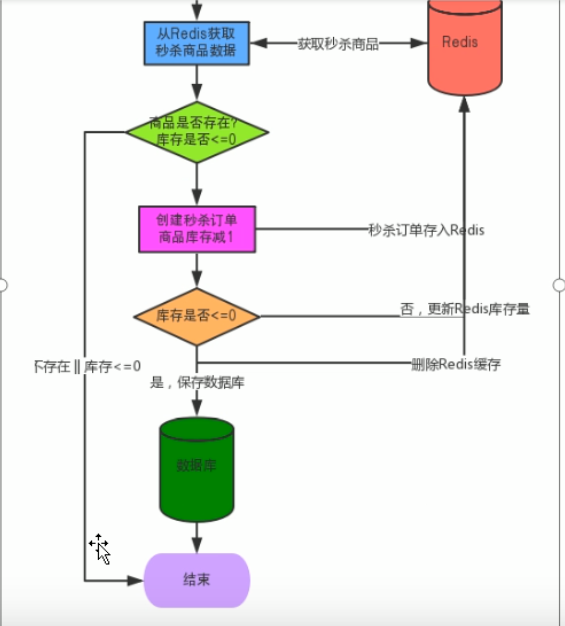 从Redis获取
秒杀商品数据
获取秒杀商品
Redis
商品是否存在?
库存是否<=0
创建秒杀订单
商品库存减1
秒杀订单存入Redis
库存是否<=0
否，更新Redis库存量
不存在 || 库存<=0
删除Redis缓存
是，保存数据库
数据库
结束